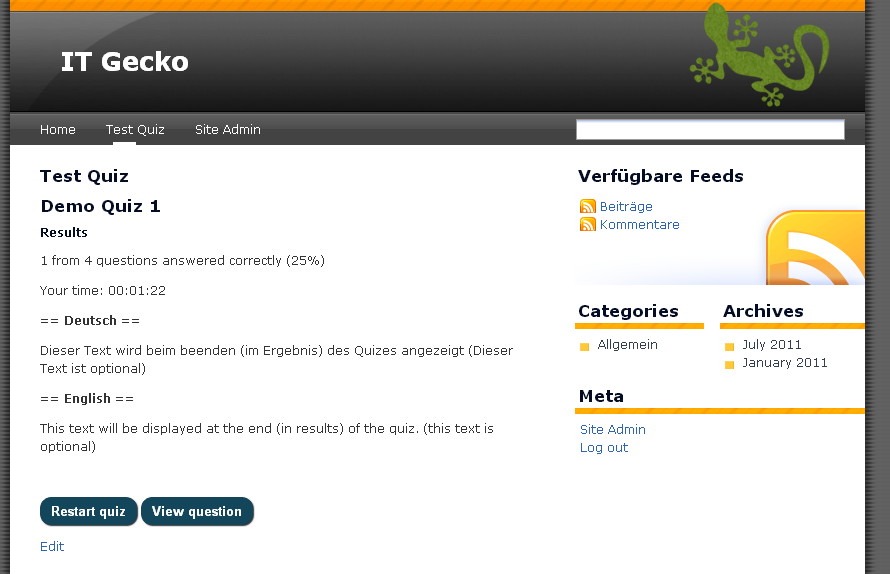 IT Gecko
Home Test Quiz Site Admin
Test Quiz
Demo Quiz 1
Results
1 from 4 questions answered correctly (25%)
Your time: 00:01:22
== Deutsch ==
Dieser Text wird beim beenden (im Ergebnis) des Quizes angezeigt (Dieser
Text ist optional)
== English ==
This text will be displayed at the end (in results) of the quiz. (this text is
optional)
Restart quiz View question
Edit
Verfügbare Feeds
Beiträge
Kommentare
Categories
Allgemein
Archives
July 2011
January 2011
Meta
Site Admin
Log out